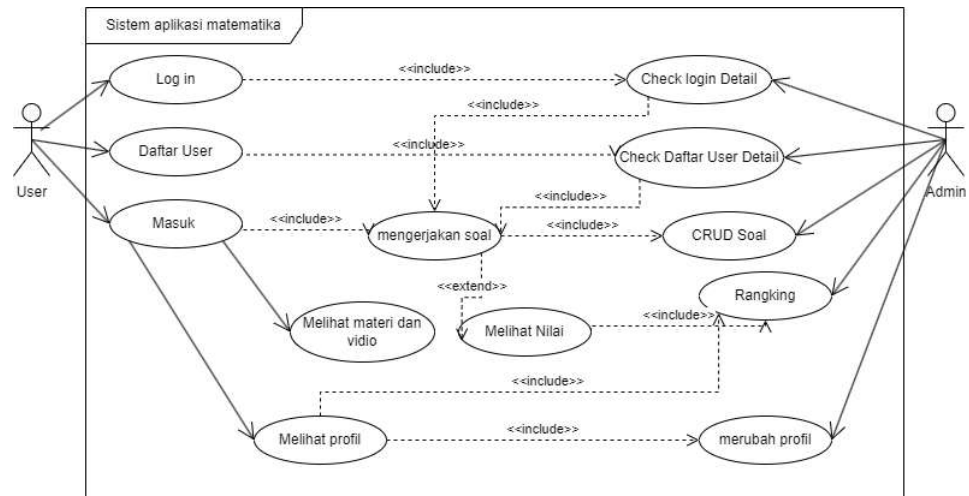 Sistem aplikasi matematika
<<include>>
Log in
Check login Detail
<<include>>
<<include>>
Daftar User
Check Daftar User Detail
User
Admin
<<include>>
<<include>>
<<include>>
Masuk
mengerjakan soal
CRUD Soal
<<extend>>
Rangking
<<include>>
Melihat materi dan
vidio
Melihat Nilai
<<include>>
<<include>>
Melihat profil
merubah profil